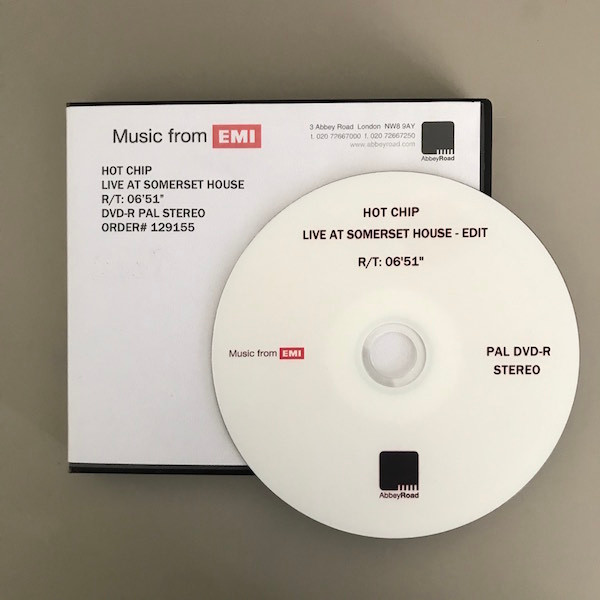 Music from EMI
3 Abbey Road London NW8 9AY
t. 020 77667000 f. 020 72667250
www.abbeyroad.com
AbbeyRoad
HOT CHIP
LIVE AT SOMERSET HOUSE
R/T: 06'51"
DVD-R PAL STEREO
ORDER# 129155
HOT CHIP
LIVE AT SOMERSET HOUSE - EDIT
R/T: 06'51"
Music from EMI
PAL DVD-R
STEREO
AbbeyRoad